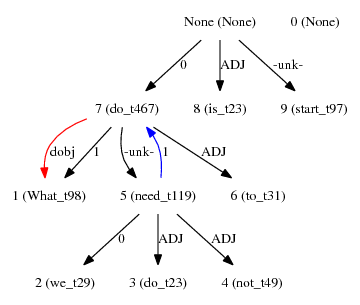 None (None) 0 (None)
0 ADJ -unk-
7 (do_t467) 8 (is_t23) 9 (start_t97)
dobj 1 -unk- 1 ADJ
1 (What_t98) 5 (need_t119) 6 (to_t31)
0 ADJ ADJ
2 (we_t29) 3 (do_t23) 4 (not_t49)